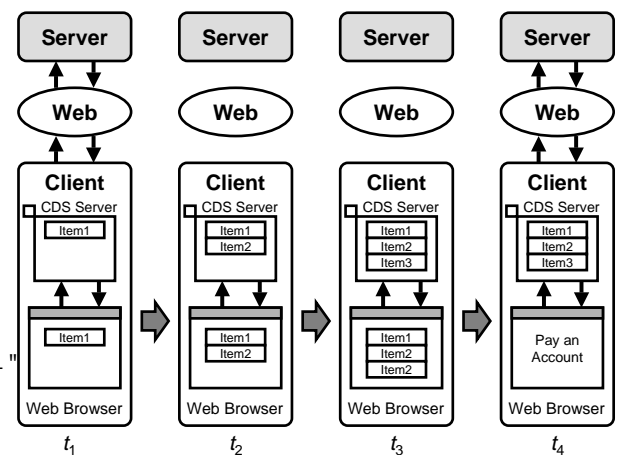 Server
Web
Client
CDS Server
Item1
Item1
Web Browser
t1
Server
Web
Client
CDS Server
Item1
Item2
Item1
Item2
Web Browser
t2
Server
Web
Client
CDS Server
Item1
Item2
Item3
Item1
Item2
Item2
Web Browser
t3
Server
Web
Client
CDS Server
Item1
Item2
Item3
Pay an
Account
Web Browser
t4